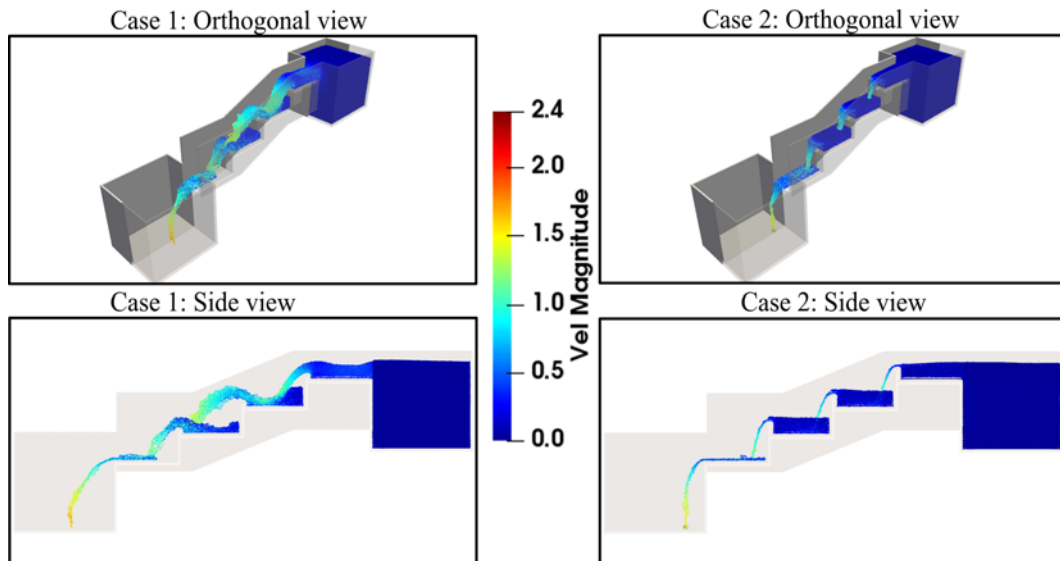 Case 1: Orthogonal view
Case 2: Orthogonal view
2.4
2.0
1.5
1.0
0.5
0.0
Vel Magnitude
Case 1: Side view
Case 2: Side view